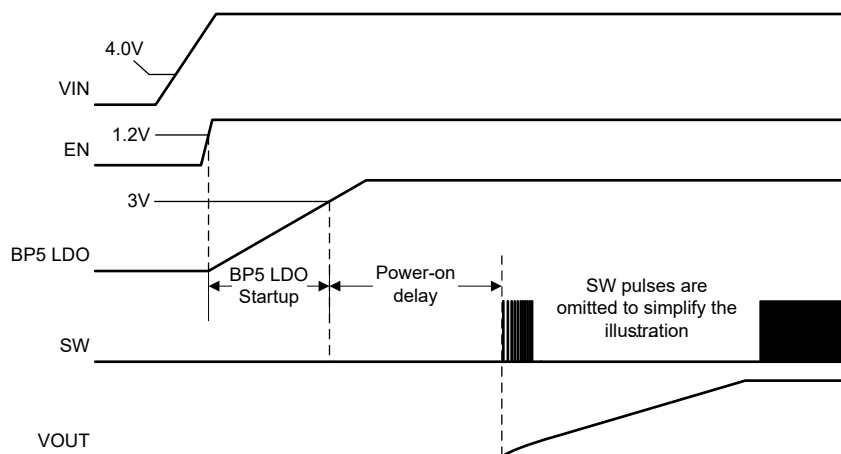 4.0V
VIN
1.2V
EN
3V
BP5 LDO
BP5 LDO
Startup
Power-on
delay
SW pulses are
omitted to simplify the
illustration
SW
VOUT